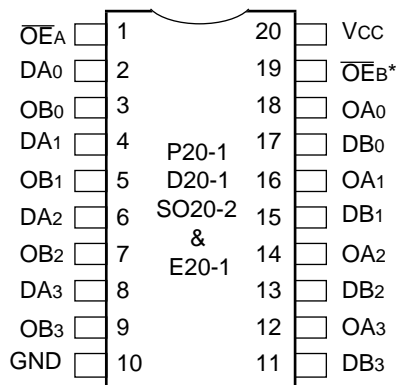 OEA 1 20 VCC
DA0 2 19 OEB*
OB0 3 18 OA0
DA1 4 17 DB0
P20-1
OB1 5 D20-1 16 OA1
DA2 6 SO20-2 15 DB1
&
OB2 7 E20-1 14 OA2
DA3 8 13 DB2
OB3 9 12 OA3
GND 10 11 DB3